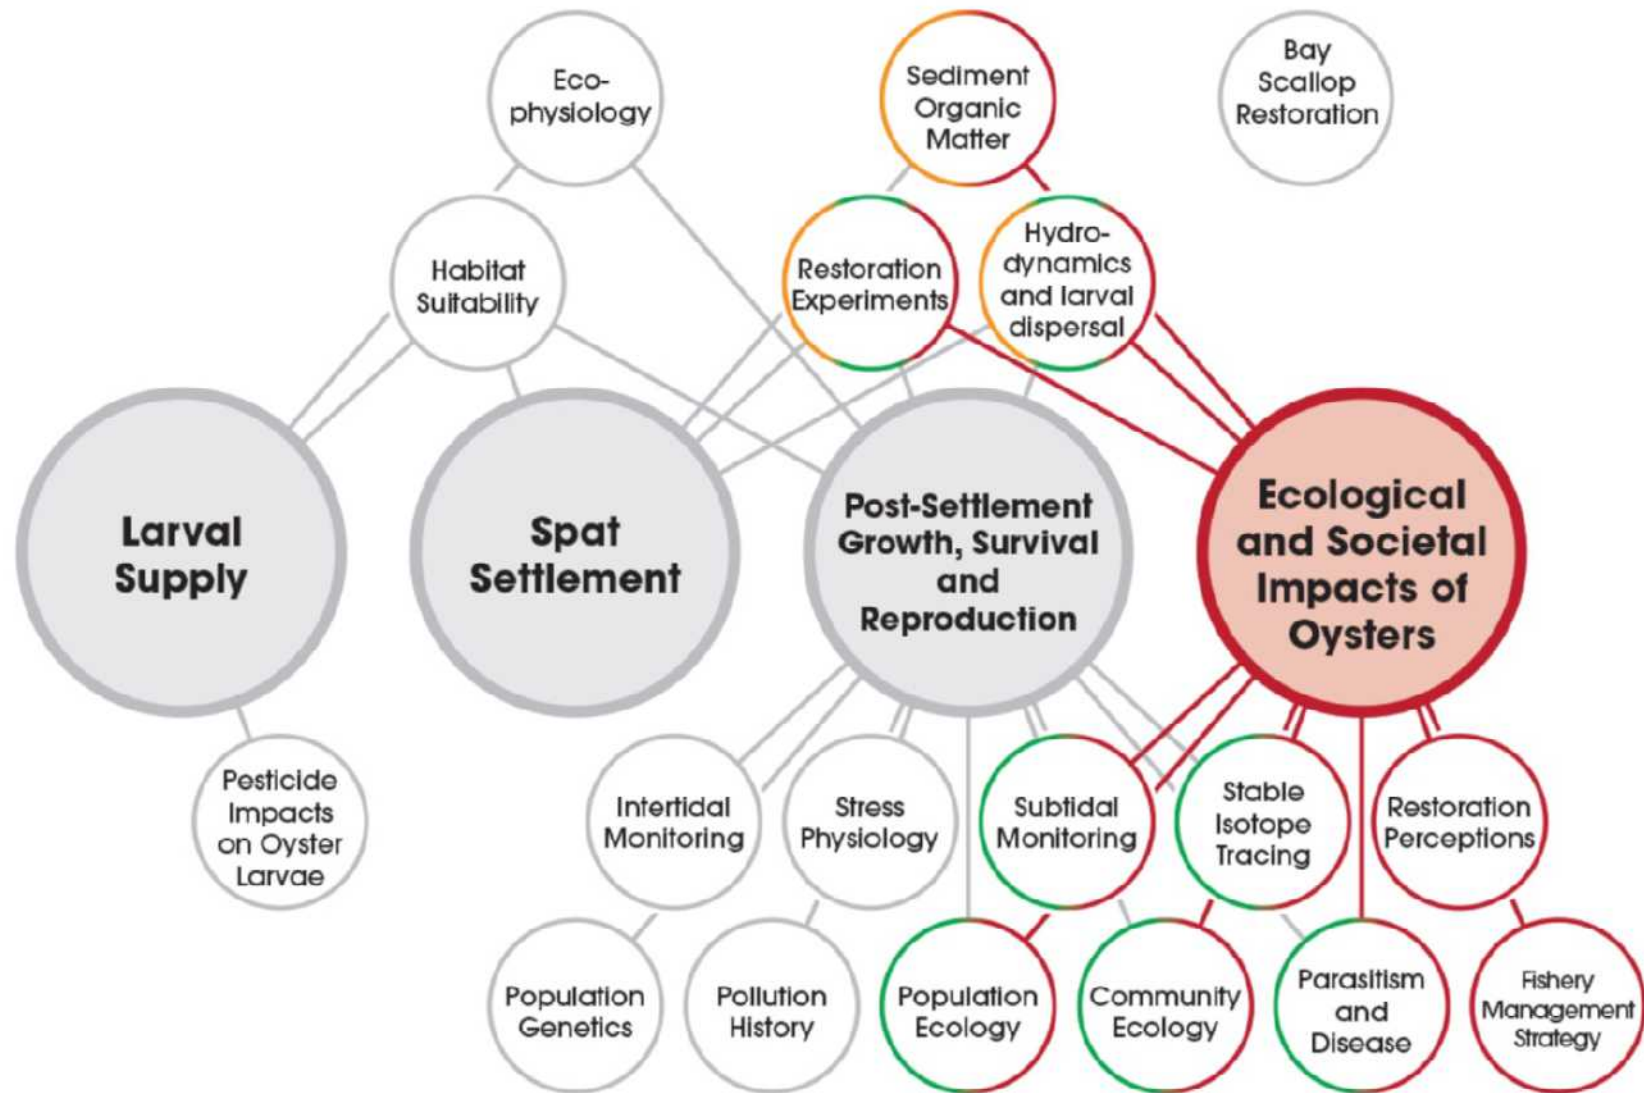 Eco-
physiology
Sediment
Organic
Matter
Bay
Scallop
Restoration
Habitat
Suitability
Restoration
Experiments
Hydro-
dynamics
and larval
dispersal
Larval
Supply
Spat
Settlement
Post-Settlement
Growth, Survival
and
Reproduction
Ecological
and Societal
Impacts of
Oysters
Pesticide
Impacts
on Oyster
Larvae
Intertidal
Monitoring
Stress
Physiology
Subtidal
Monitoring
Stable
Isotope
Tracing
Restoration
Perceptions
Population
Genetics
Pollution
History
Population
Ecology
Community
Ecology
Parasitism
and
Disease
Fishery
Management
Strategy